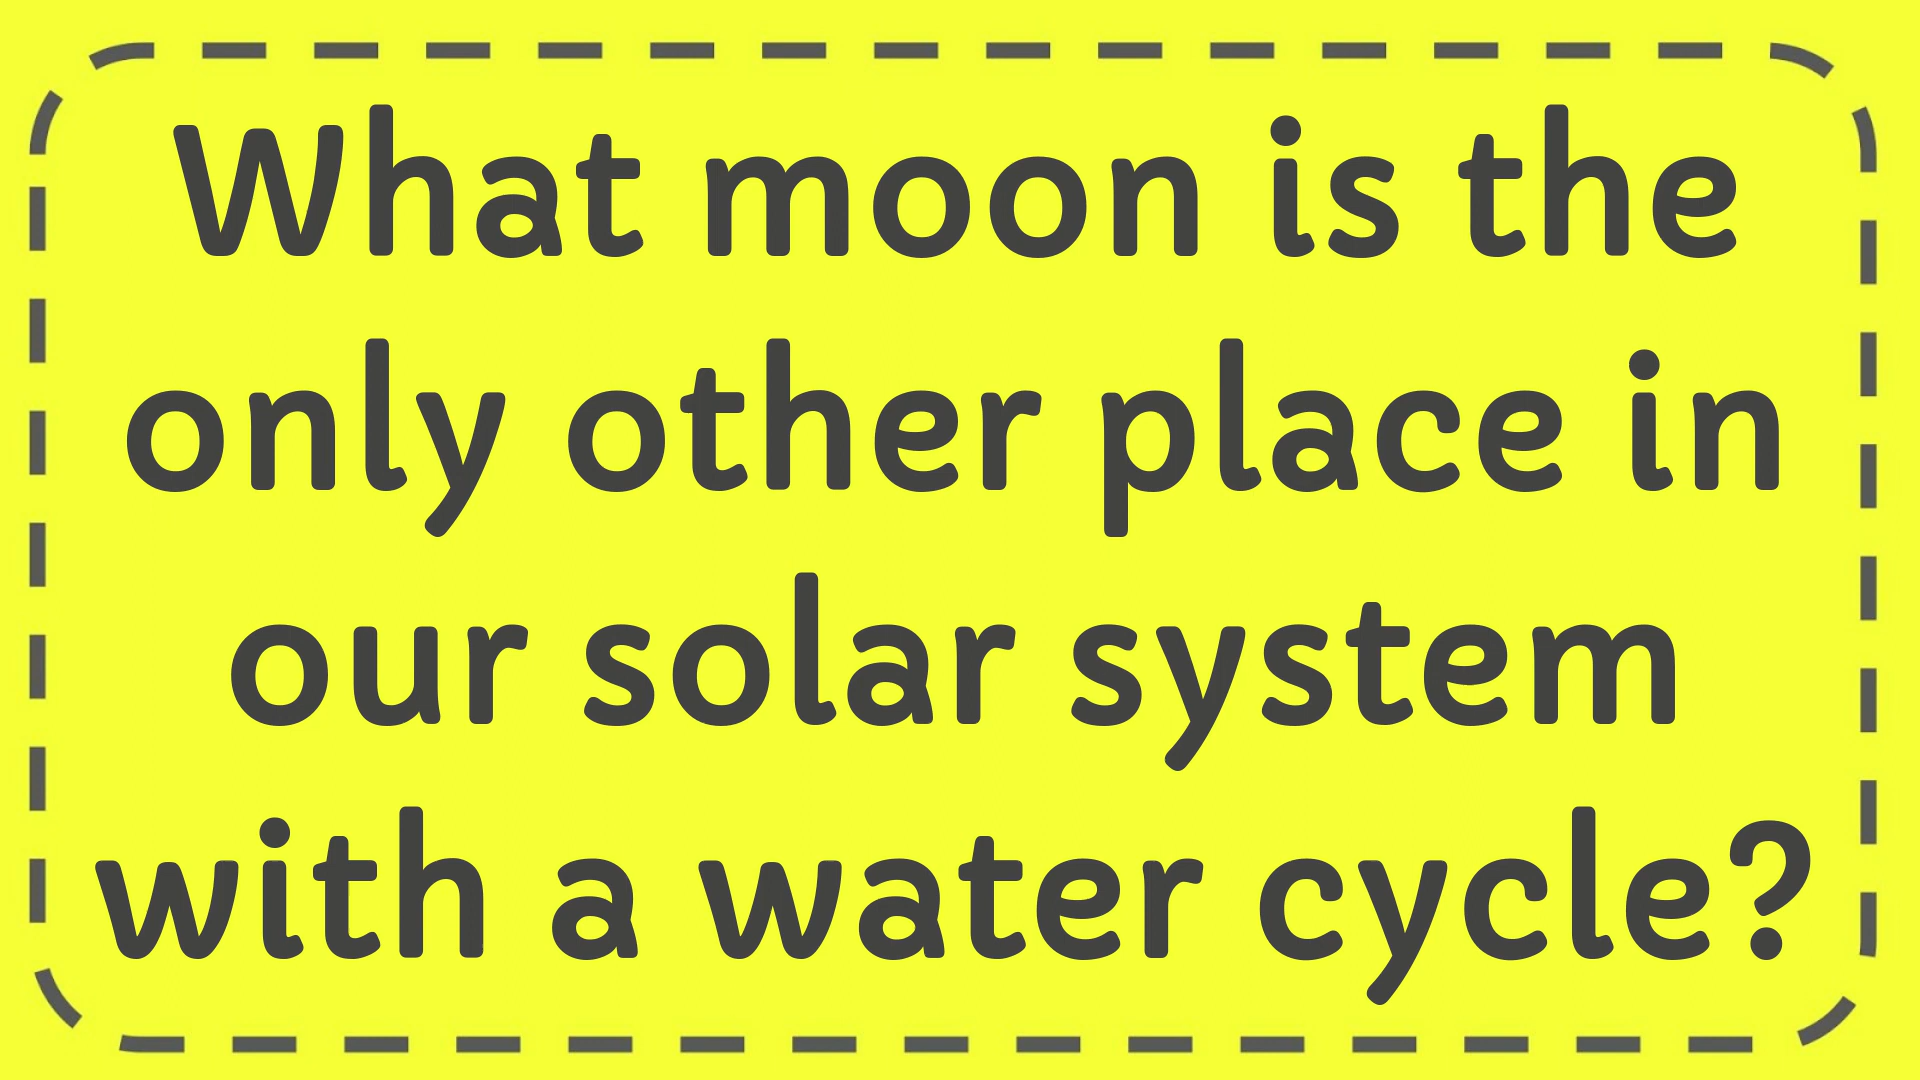 What moon is the
only other place in
our solar system
with a water cycle?